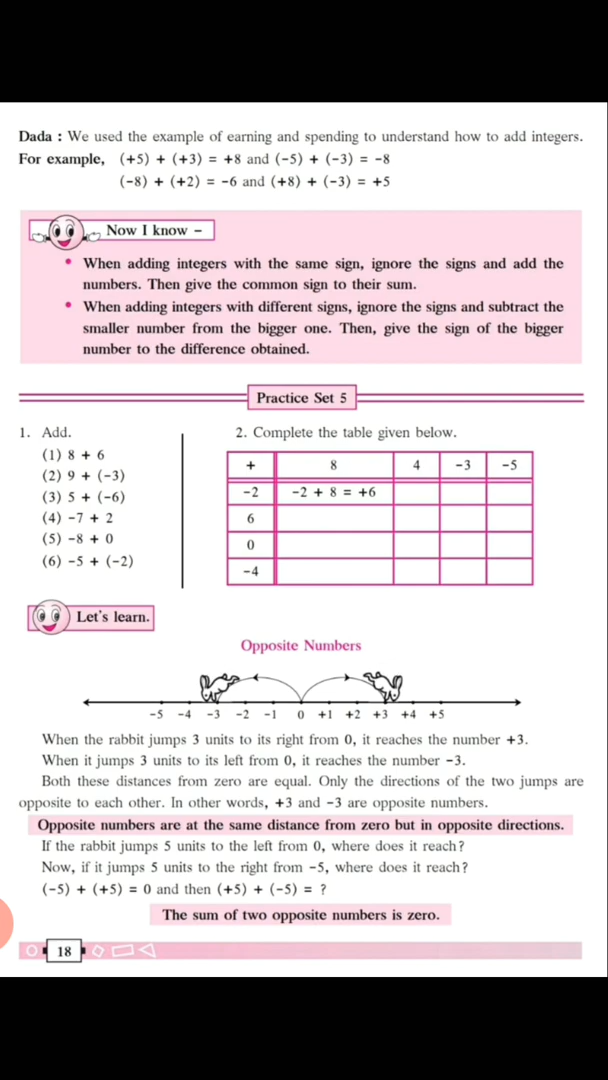 Dada : We used the example of earning and spending to understand how to add integers.
For example, (+5) + (+3) = +8 and (−5) + (−3) = −8
(−8) + (+2) = −6 and (+8) + (−3) = +5
Now I know –
• When adding integers with the same sign, ignore the signs and add the
numbers. Then give the common sign to their sum.
• When adding integers with different signs, ignore the signs and subtract the
smaller number from the bigger one. Then, give the sign of the bigger
number to the difference obtained.
Practice Set 5
1. Add.
(1) 8 + 6
(2) 9 + (−3)
(3) 5 + (−6)
(4) −7 + 2
(5) −8 + 0
(6) −5 + (−2)
2. Complete the table given below.
+ 8 4 −3 −5
−2 −2 + 8 = +6
6
0
−4
Let's learn.
Opposite Numbers
−5 −4 −3 −2 −1 0 +1 +2 +3 +4 +5
When the rabbit jumps 3 units to its right from 0, it reaches the number +3.
When it jumps 3 units to its left from 0, it reaches the number −3.
Both these distances from zero are equal. Only the directions of the two jumps are
opposite to each other. In other words, +3 and −3 are opposite numbers.
Opposite numbers are at the same distance from zero but in opposite directions.
If the rabbit jumps 5 units to the left from 0, where does it reach?
Now, if it jumps 5 units to the right from −5, where does it reach?
(−5) + (+5) = 0 and then (+5) + (−5) = ?
The sum of two opposite numbers is zero.
18